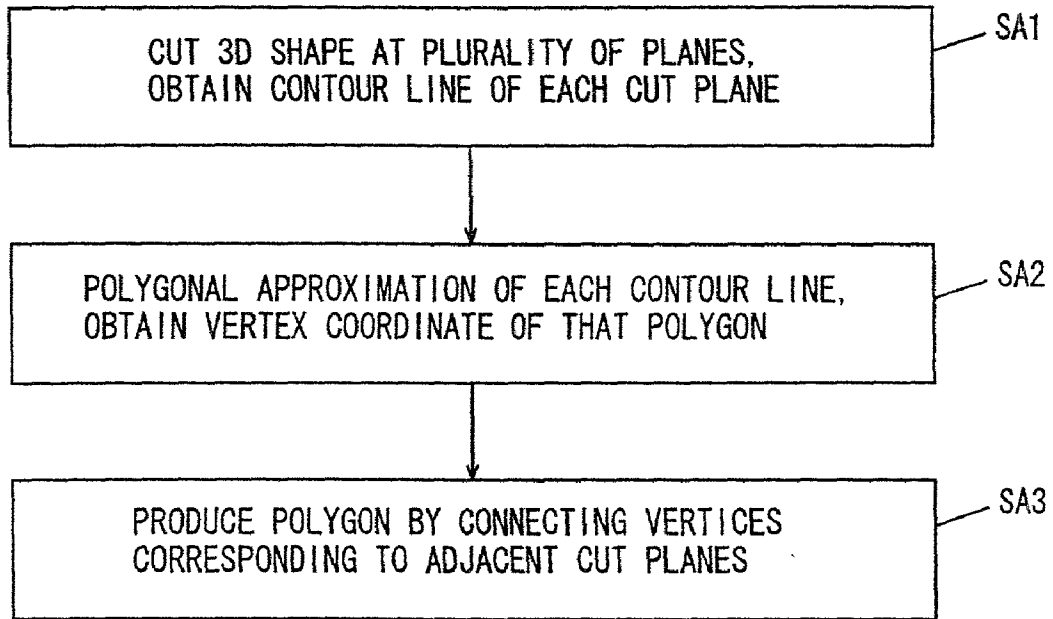 CUT 3D SHAPE AT PLURALITY OF PLANES,
OBTAIN CONTOUR LINE OF EACH CUT PLANE
SA1
POLYGONAL APPROXIMATION OF EACH CONTOUR LINE,
OBTAIN VERTEX COORDINATE OF THAT POLYGON
SA2
PRODUCE POLYGON BY CONNECTING VERTICES
CORRESPONDING TO ADJACENT CUT PLANES
SA3